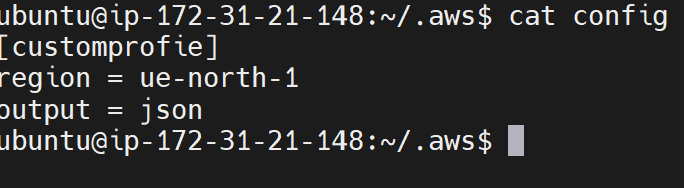 ubuntu@ip-172-31-21-148:~/.aws$ cat config
[customprofie]
region = ue-north-1
output = json
ubuntu@ip-172-31-21-148:~/.aws$